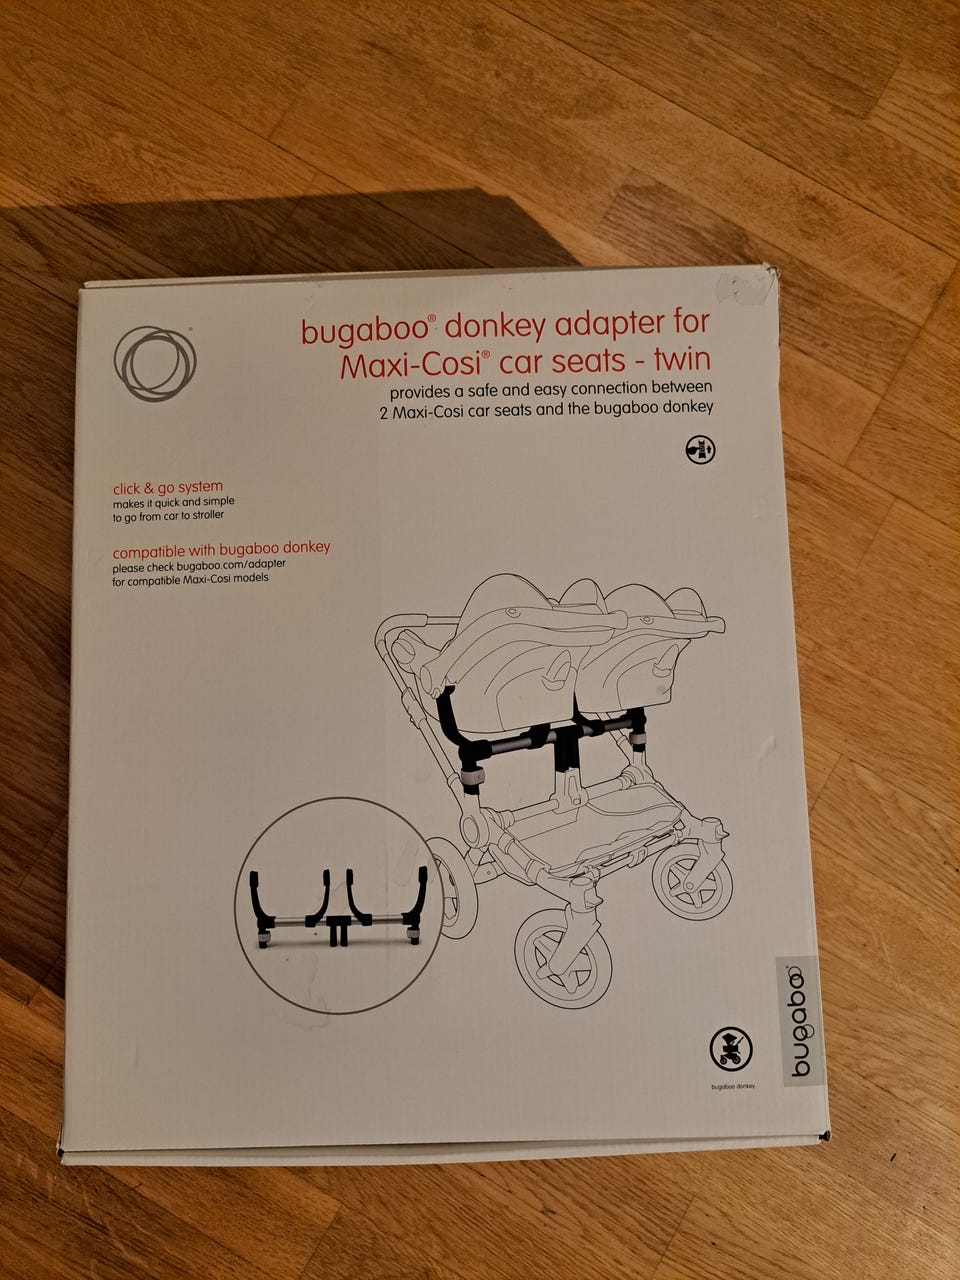 bugaboo® donkey adapter for
Maxi-Cosi® car seats - twin
provides a safe and easy connection between
2 Maxi-Cosi car seats and the bugaboo donkey
click & go system
makes it quick and simple
to go from car to stroller
compatible with bugaboo donkey
please check bugaboo.com/adapter
for compatible Maxi-Cosi models
bugaboo
bugaboo donkey